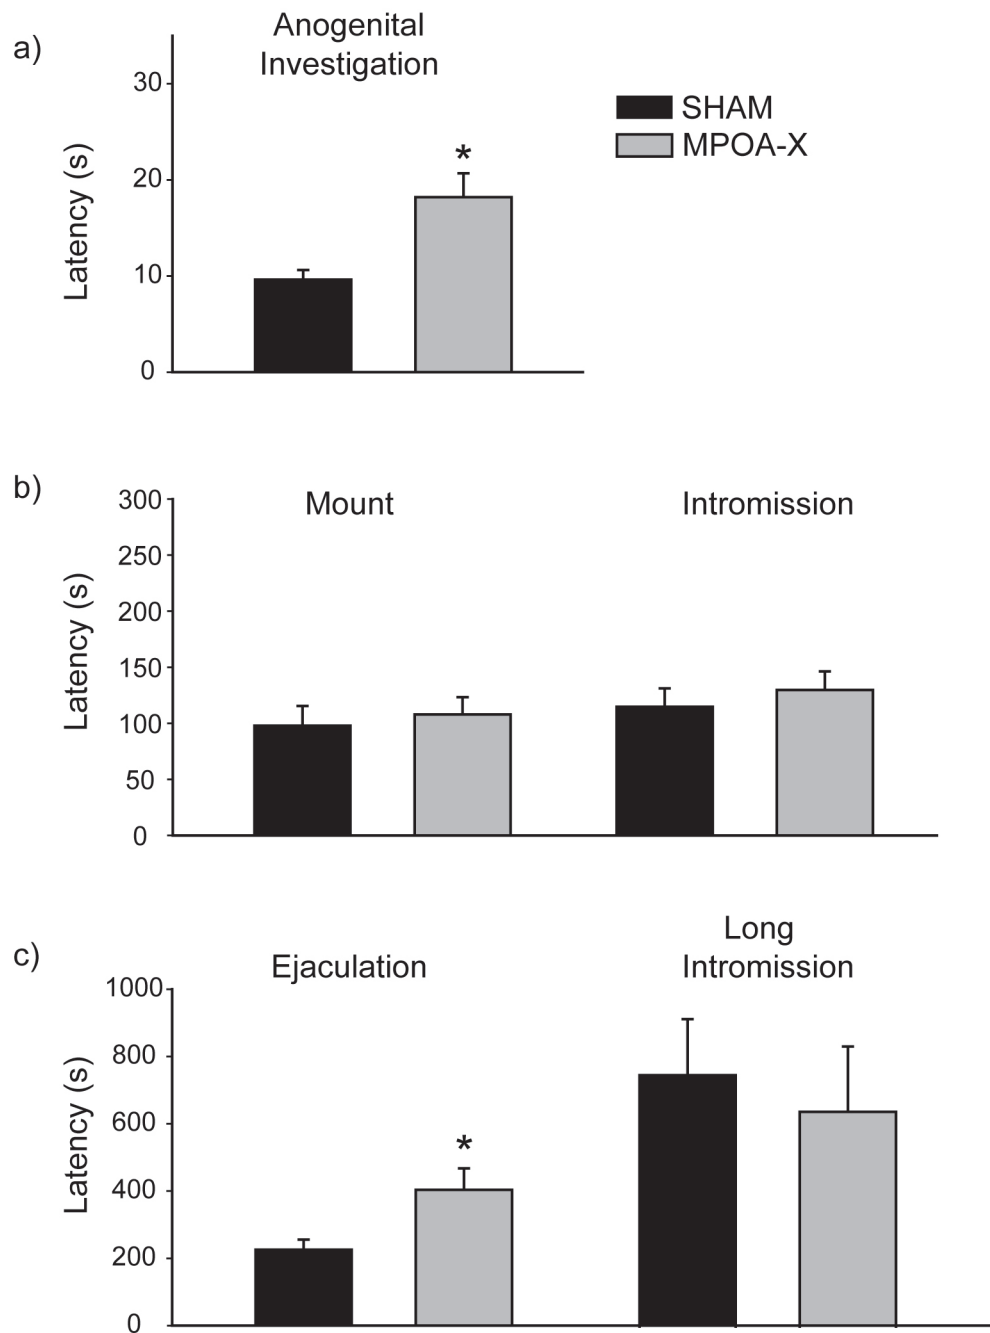 a)
Anogenital
Investigation
SHAM
MPOA-X
*
Latency (s)
30
20
10
0
b)
Mount
Intromission
Latency (s)
300
250
200
150
100
50
0
c)
Ejaculation
Long
Intromission
*
Latency (s)
1000
800
600
400
200
0